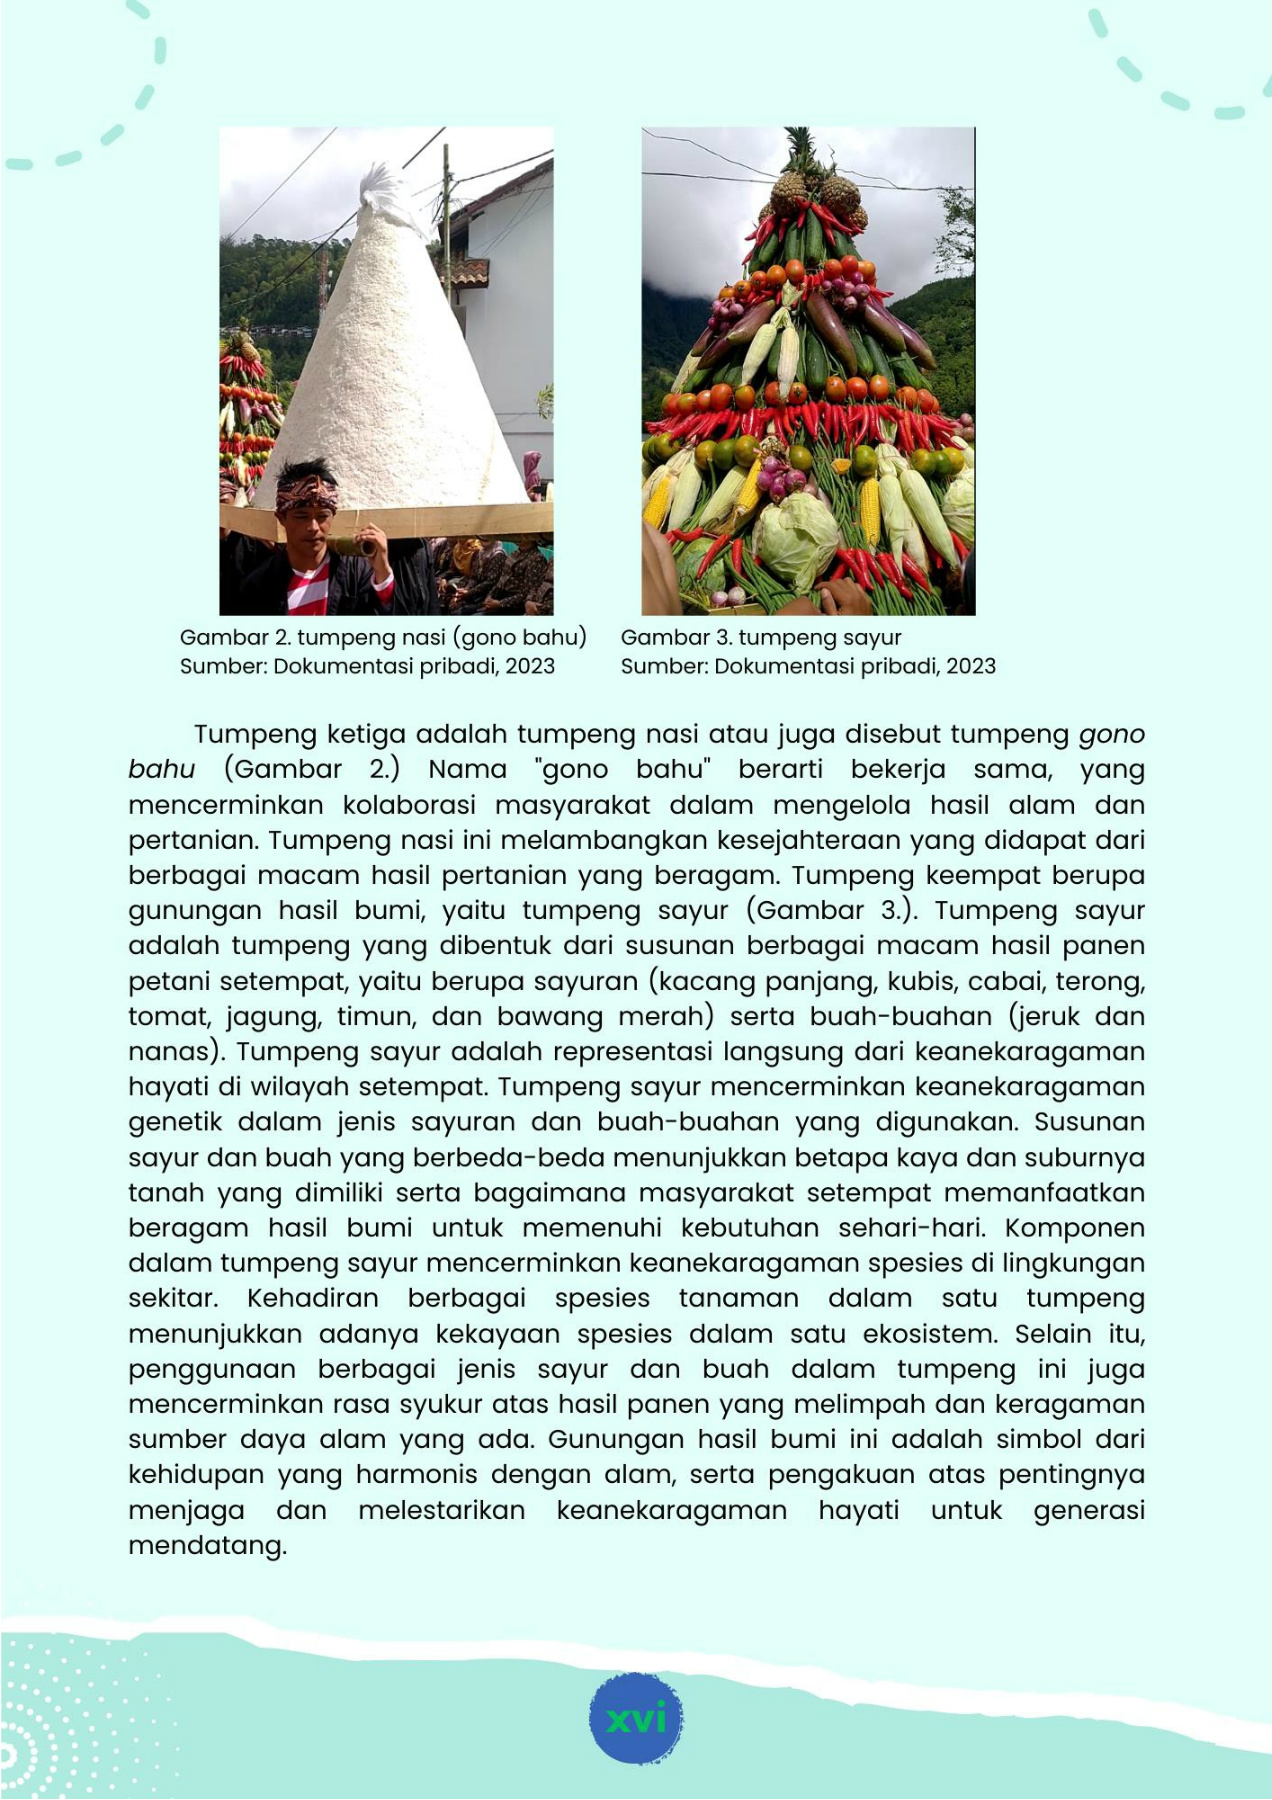 Gambar 2. tumpeng nasi (gono bahu)
Sumber: Dokumentasi pribadi, 2023
Gambar 3. tumpeng sayur
Sumber: Dokumentasi pribadi, 2023
Tumpeng ketiga adalah tumpeng nasi atau juga disebut tumpeng gono
bahu (Gambar 2.) Nama "gono bahu" berarti bekerja sama, yang
mencerminkan kolaborasi masyarakat dalam mengelola hasil alam dan
pertanian. Tumpeng nasi ini melambangkan kesejahteraan yang didapat dari
berbagai macam hasil pertanian yang beragam. Tumpeng keempat berupa
gunungan hasil bumi, yaitu tumpeng sayur (Gambar 3.). Tumpeng sayur
adalah tumpeng yang dibentuk dari susunan berbagai macam hasil panen
petani setempat, yaitu berupa sayuran (kacang panjang, kubis, cabai, terong,
tomat, jagung, timun, dan bawang merah) serta buah-buahan (jeruk dan
nanas). Tumpeng sayur adalah representasi langsung dari keanekaragaman
hayati di wilayah setempat. Tumpeng sayur mencerminkan keanekaragaman
genetik dalam jenis sayuran dan buah-buahan yang digunakan. Susunan
sayur dan buah yang berbeda-beda menunjukkan betapa kaya dan suburnya
tanah yang dimiliki serta bagaimana masyarakat setempat memanfaatkan
beragam hasil bumi untuk memenuhi kebutuhan sehari-hari. Komponen
dalam tumpeng sayur mencerminkan keanekaragaman spesies di lingkungan
sekitar. Kehadiran berbagai spesies tanaman dalam satu tumpeng
menunjukkan adanya kekayaan spesies dalam satu ekosistem. Selain itu,
penggunaan berbagai jenis sayur dan buah dalam tumpeng ini juga
mencerminkan rasa syukur atas hasil panen yang melimpah dan keragaman
sumber daya alam yang ada. Gunungan hasil bumi ini adalah simbol dari
kehidupan yang harmonis dengan alam, serta pengakuan atas pentingnya
menjaga dan melestarikan keanekaragaman hayati untuk generasi
mendatang.
xvi